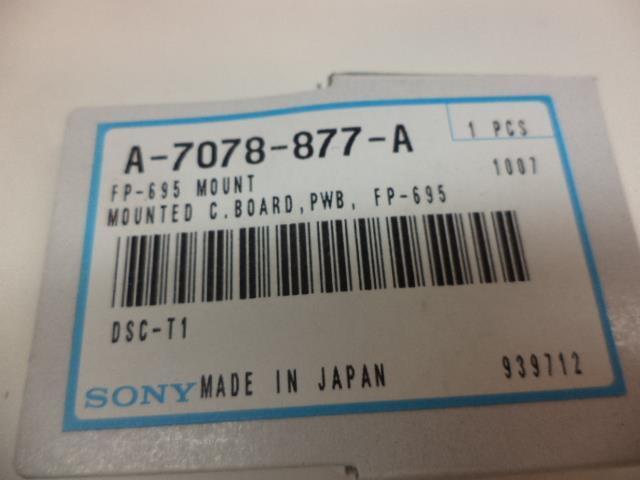 A-7078-877-A
1 PCS
FP-695 MOUNT
1007
MOUNTED C.BOARD,PWB, FP-695
DSC-T1
SONY MADE IN JAPAN
939712